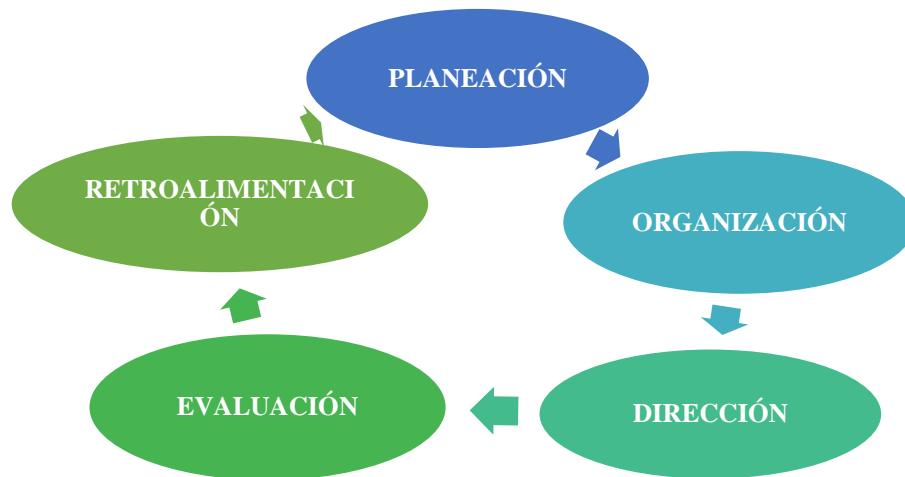 PLANEACIÓN
ORGANIZACIÓN
DIRECCIÓN
EVALUACIÓN
RETROALIMENTACI
ÓN